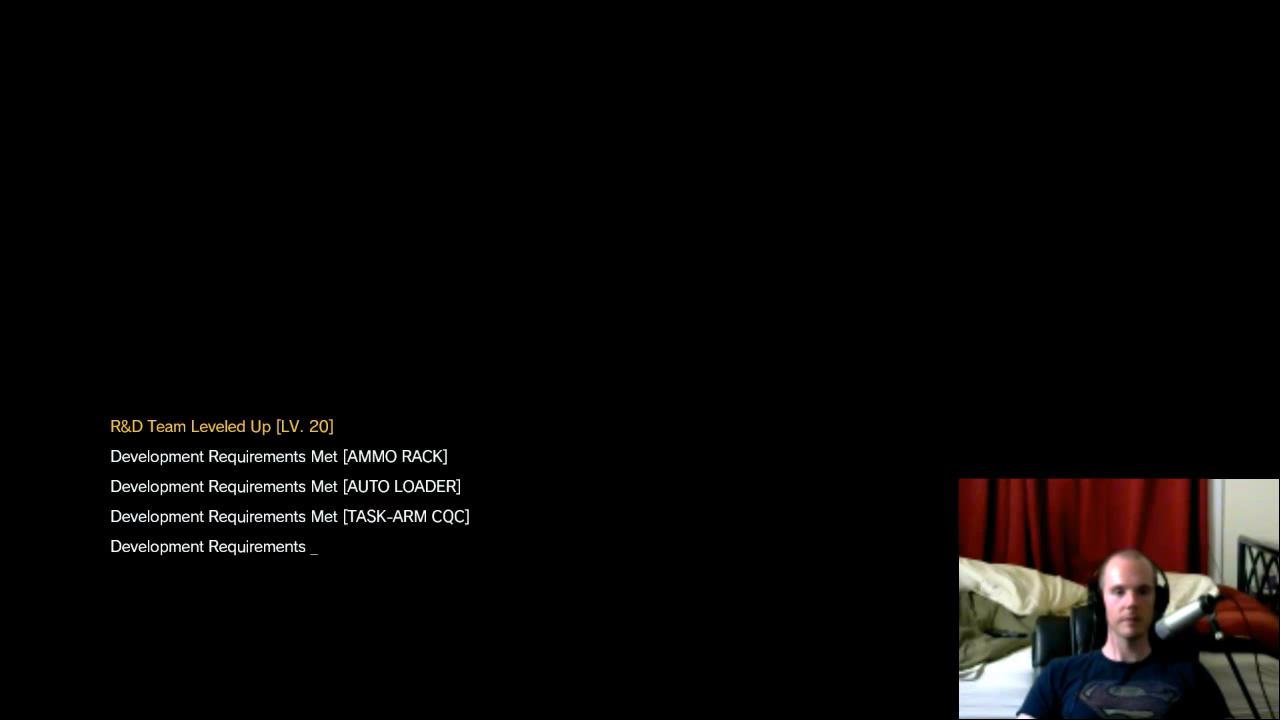 R&D Team Leveled Up [LV. 20]
Development Requirements Met [AMMO RACK]
Development Requirements Met [AUTO LOADER]
Development Requirements Met [TASK-ARM CQC]
Development Requirements _